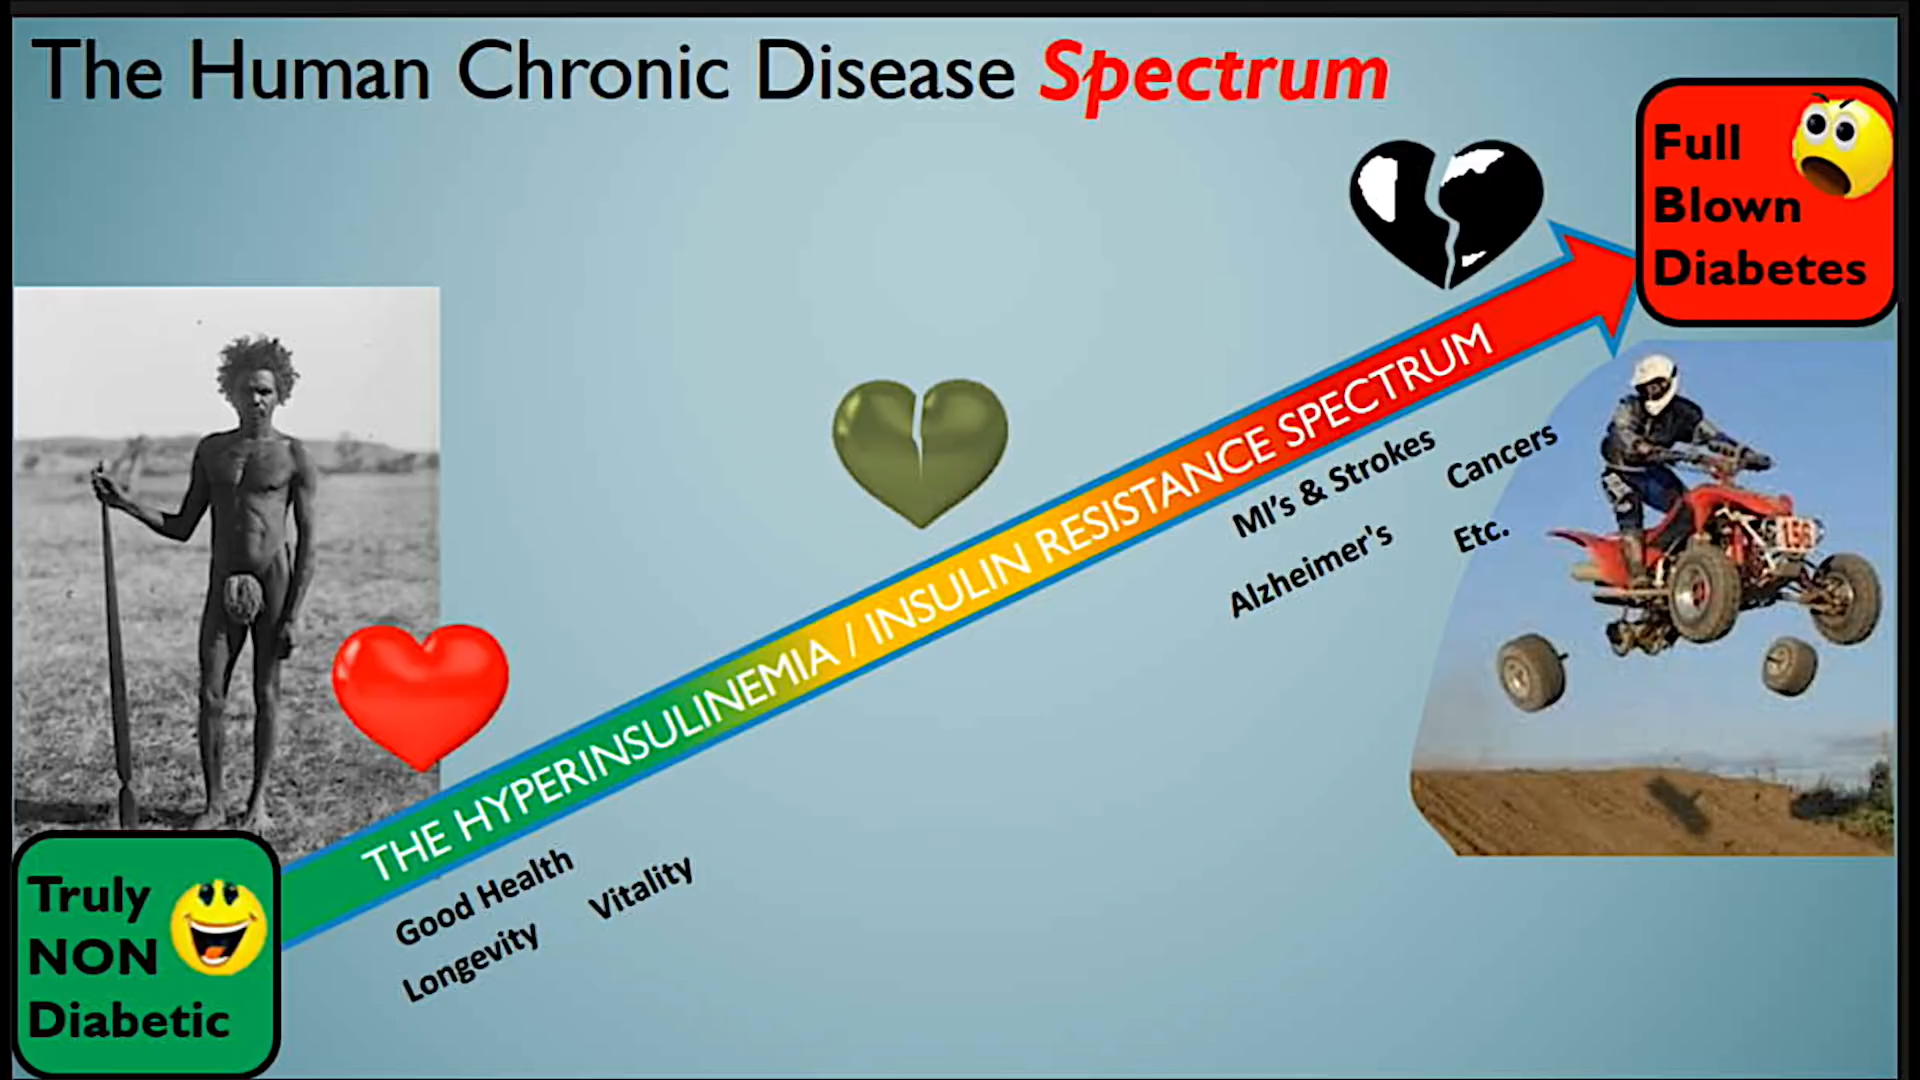 The Human Chronic Disease Spectrum
Full
Blown
Diabetes
THE HYPERINSULINEMIA / INSULIN RESISTANCE SPECTRUM
MI's & Strokes
Cancers
Alzheimer's
Etc.
Good Health
Vitality
Longevity
Truly
NON
Diabetic